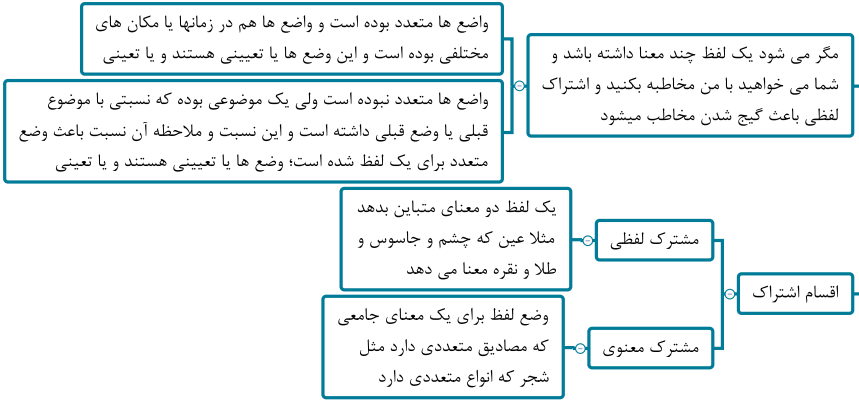 مگر می شود یک لفظ چند معنا داشته باشد و
شما می خواهید با من مخاطبه بکنید و اشتراک
لفظی باعث گیج شدن مخاطب میشود
واضع ها متعدد بوده است و واضع ها هم در زمانها یا مکان های
مختلفی بوده است و این وضع ها یا تعیینی هستند و یا تعینی
واضع ها متعدد نبوده است ولی یک موضوعی بوده که نسبتی با موضوع
قبلی یا وضع قبلی داشته است و این نسبت و ملاحظه آن نسبت باعث وضع
متعدد برای یک لفظ شده است؛ وضع ها یا تعیینی هستند و یا تعینی
اقسام اشتراک
مشترک لفظی
یک لفظ دو معنای متباین بدهد
مثلا عین که چشم و جاسوس و
طلا و نقره معنا می دهد
مشترک معنوی
وضع لفظ برای یک معنای جامعی
که مصادیق متعددی دارد مثل
شجر که انواع متعددی دارد